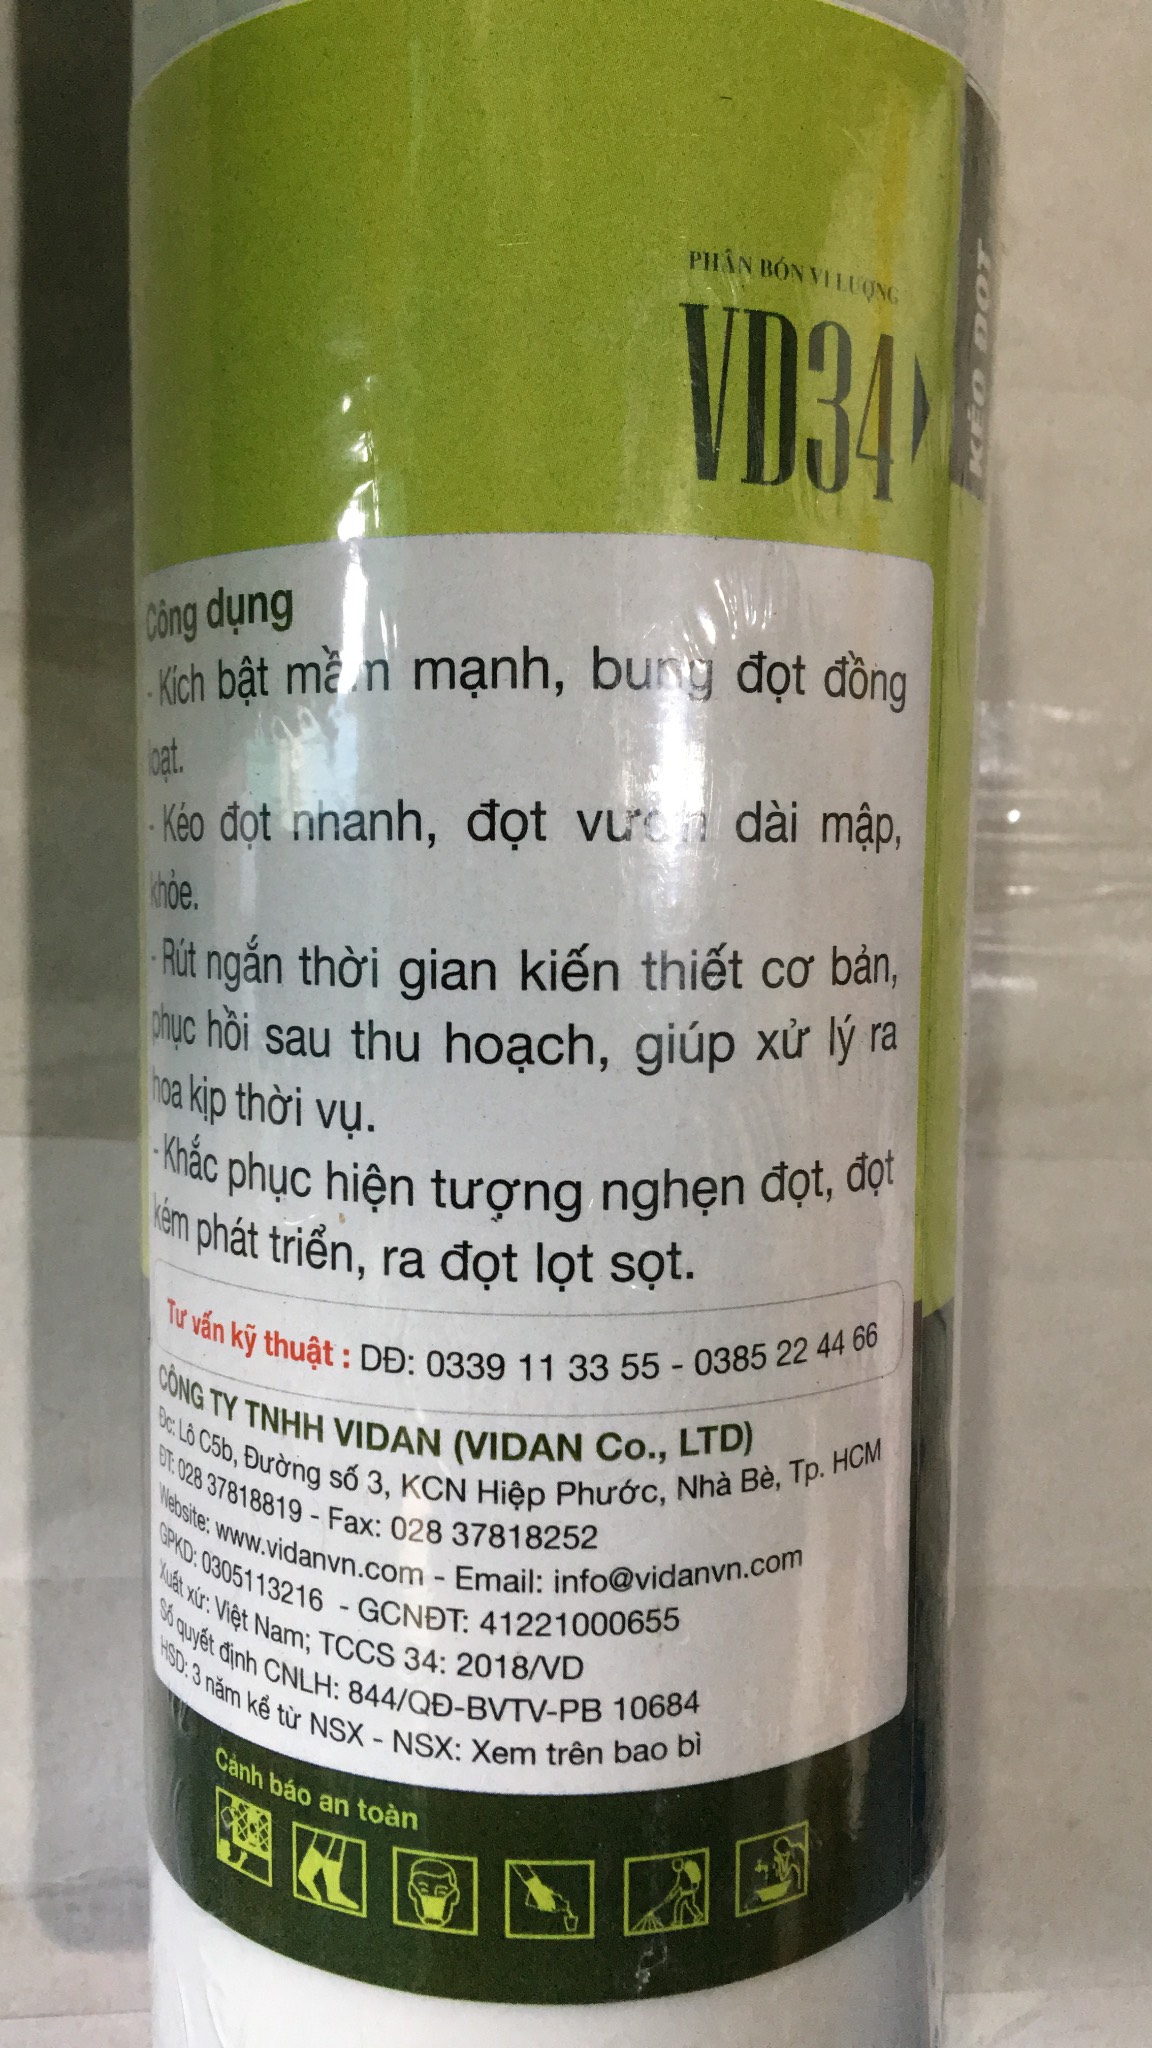 PHÂN BÓN VI LƯỢNG
VD34
KÉO ĐỌT
Công dụng
- Kích bật mầm mạnh, bung đọt đồng
loạt.
- Kéo đọt nhanh, đọt vươn dài mập,
khỏe.
- Rút ngắn thời gian kiến thiết cơ bản,
phục hồi sau thu hoạch, giúp xử lý ra
hoa kịp thời vụ.
- Khắc phục hiện tượng nghẹn đọt, đọt
kém phát triển, ra đọt lọt sọt.
Tư vấn kỹ thuật : DĐ: 0339 11 33 55 - 0385 22 44 66
CÔNG TY TNHH VIDAN (VIDAN Co., LTD)
Đc: Lô C5b, Đường số 3, KCN Hiệp Phước, Nhà Bè, Tp. HCM
ĐT: 028 37818819 - Fax: 028 37818252
Website: www.vidanvn.com - Email: info@vidanvn.com
GPKD: 0305113216 - GCNĐT: 41221000655
Xuất xứ: Việt Nam; TCCS 34: 2018/VD
Số quyết định CNLH: 844/QĐ-BVTV-PB 10684
HSD: 3 năm kể từ NSX - NSX: Xem trên bao bì
Cảnh báo an toàn